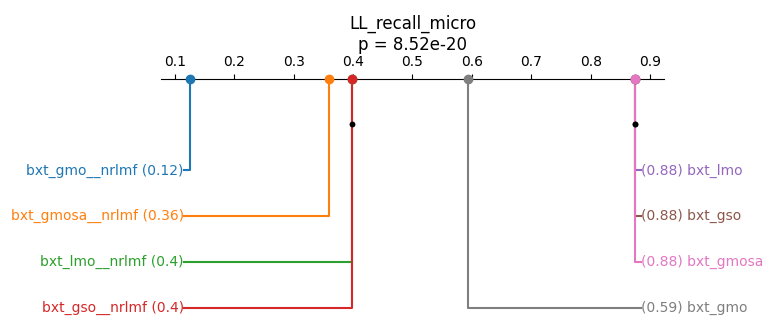 LL_recall_micro
p = 8.52e-20
0.1 0.2 0.3 0.4 0.5 0.6 0.7 0.8 0.9
bxt_gmo__nrlmf (0.12) (0.88) bxt_lmo
bxt_gmosa__nrlmf (0.36) (0.88) bxt_gso
bxt_lmo__nrlmf (0.4) (0.88) bxt_gmosa
bxt_gso__nrlmf (0.4) (0.59) bxt_gmo